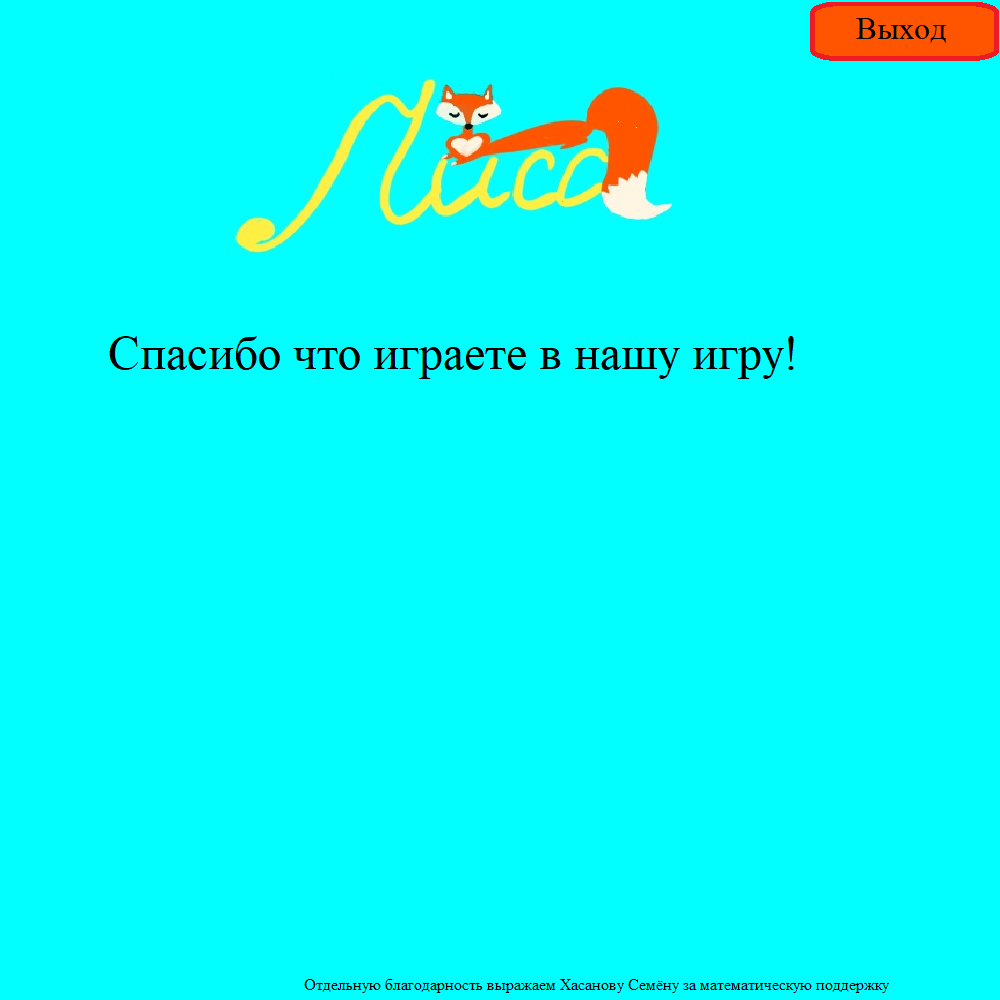 Выход
Лиса
Спасибо что играете в нашу игру!
Отдельную благодарность выражаем Хасанову Семёну за математическую поддержку